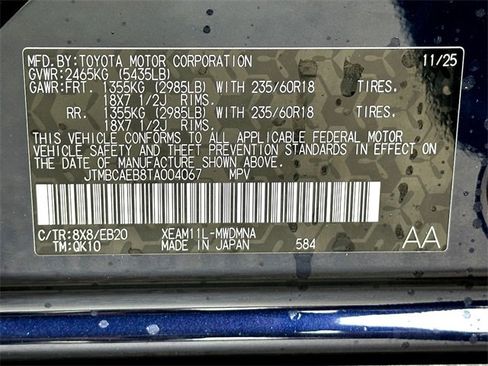 MFD.BY: TOYOTA MOTOR CORPORATION 11/25
GVWR: 2465KG (5435LB)
GAWR:FRT. 1355KG (2985LB) WITH 235/60R18 TIRES.
18X7 1/2J RIMS.
RR. 1355KG (2985LB) WITH 235/60R18 TIRES.
18X7 1/2J RIMS.
THIS VEHICLE CONFORMS TO ALL APPLICABLE FEDERAL MOTOR
VEHICLE SAFETY AND THEFT PREVENTION STANDARDS IN EFFECT ON THE
DATE OF MANUFACTURE SHOWN ABOVE.
JTMBCAEB8TA004067 MPV
C/TR:8X8/EB20 XEAM11L-MWDMNA
TM:QK10 MADE IN JAPAN 584 AA